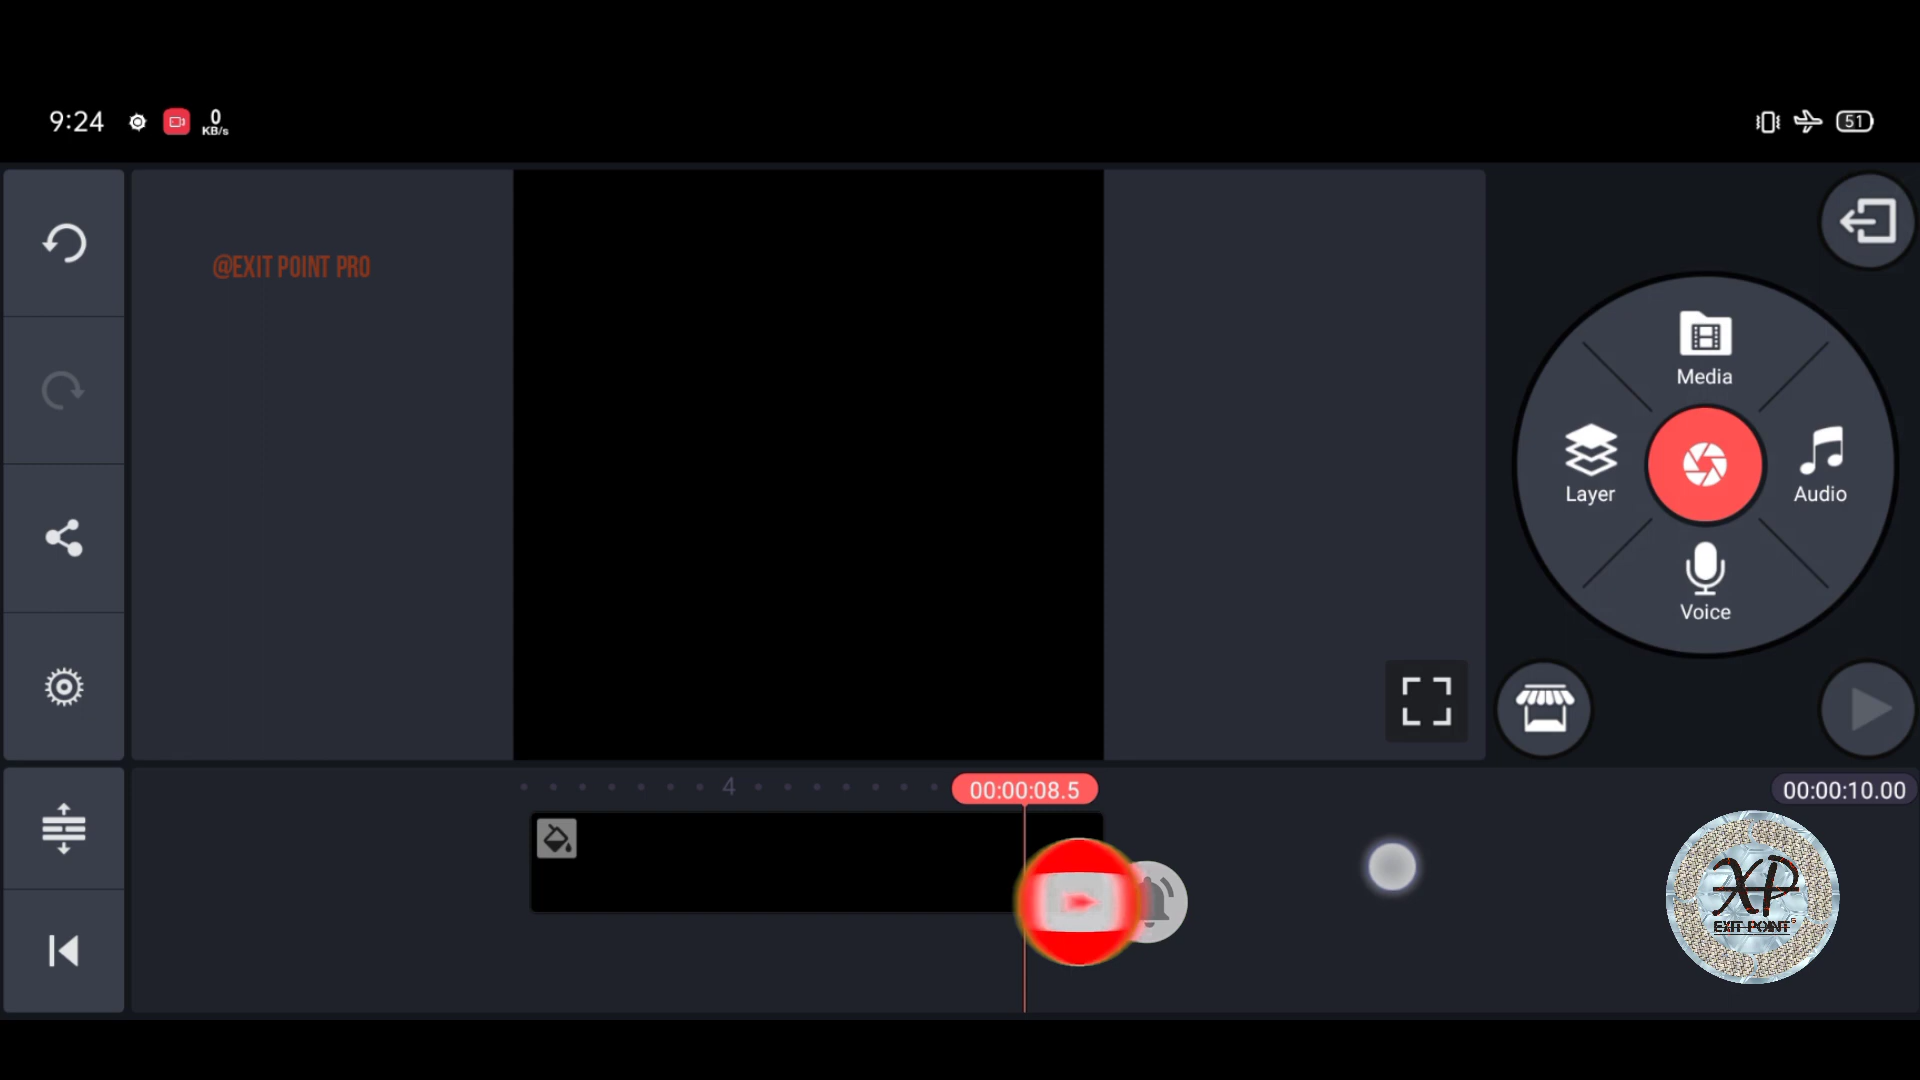 9:24
0
KB/s
51
@EXIT POINT PRO
Media
Layer
Audio
Voice
4
00:00:08.5
00:00:10.00
XP
EXIT POINT